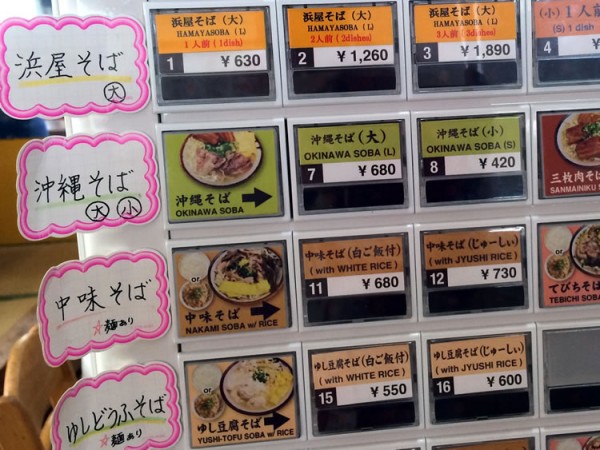 浜屋そば
大
浜屋そば(大)
HAMAYASOBA (L)
1人前(1dish)
1
¥630
浜屋そば(大)
HAMAYASOBA (L)
2人前(2dishes)
2
¥1,260
浜屋そば(大)
HAMAYASOBA (L)
3人前(3dishes)
3
¥1,890
(小)1人前
(S) 1 dish
4
沖縄そば
大 小
沖縄そば
OKINAWA SOBA
沖縄そば(大)
OKINAWA SOBA(L)
7
¥680
沖縄そば(小)
OKINAWA SOBA(S)
8
¥420
三枚肉そば
SANMAINIKU
中味そば
☆麺あり
or
中味そば
NAKAMI SOBA w/ RICE
中味そば(白ご飯付)
( with WHITE RICE )
11
¥680
中味そば(じゅーしぃ)
( with JYUSHI RICE )
12
¥730
or
てびちそば
TEBICHI SOBA
ゆしどうふそば
☆麺あり
or
ゆし豆腐そば
YUSHI-TOFU SOBA w/ RICE
ゆし豆腐そば(白ご飯付)
( with WHITE RICE )
15
¥550
ゆし豆腐そば(じゅーしぃ)
( with JYUSHI RICE )
16
¥600